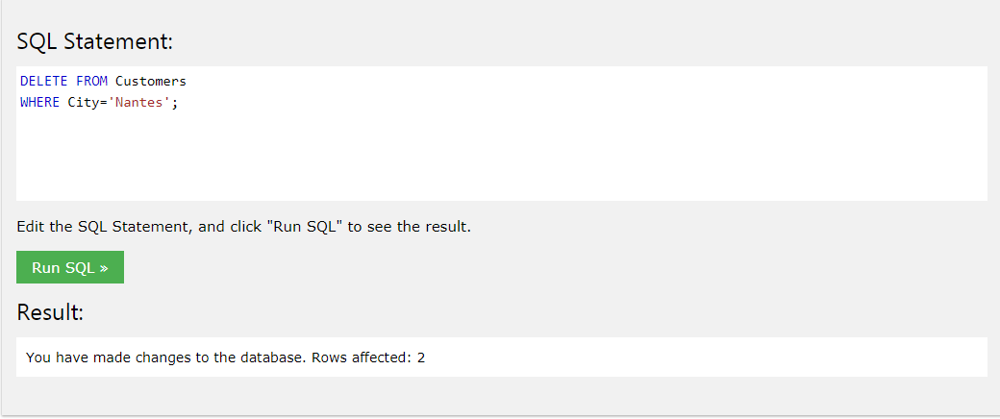 SQL Statement:
DELETE FROM Customers
WHERE City='Nantes';
Edit the SQL Statement, and click "Run SQL" to see the result.
Run SQL »
Result:
You have made changes to the database. Rows affected: 2